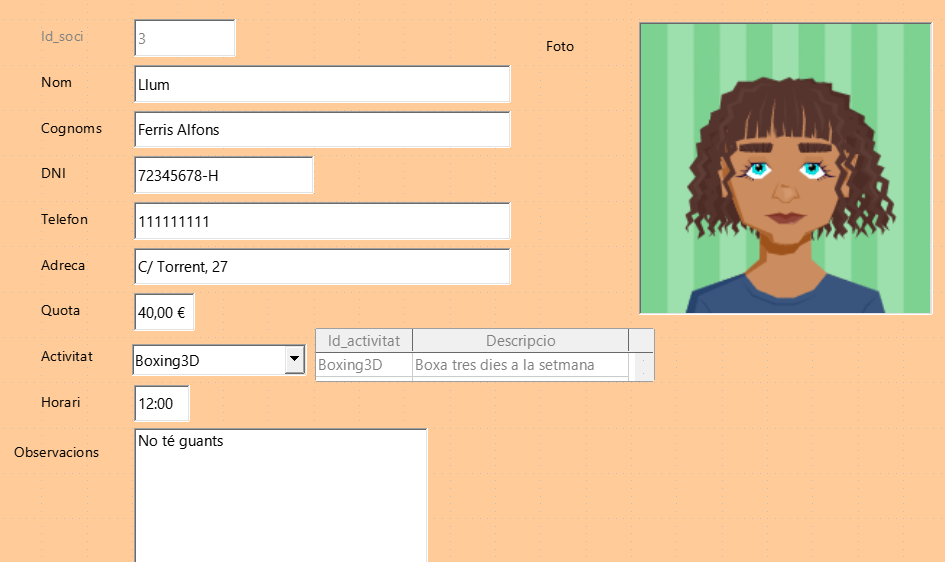 Id_soci 3
Foto
Nom Llum
Cognoms Ferris Alfons
DNI 72345678-H
Telefon 111111111
Adreca C/ Torrent, 27
Quota 40,00 €
Id_activitat Descripcio
Activitat Boxing3D Boxing3D Boxa tres dies a la setmana
Horari 12:00
Observacions No té guants